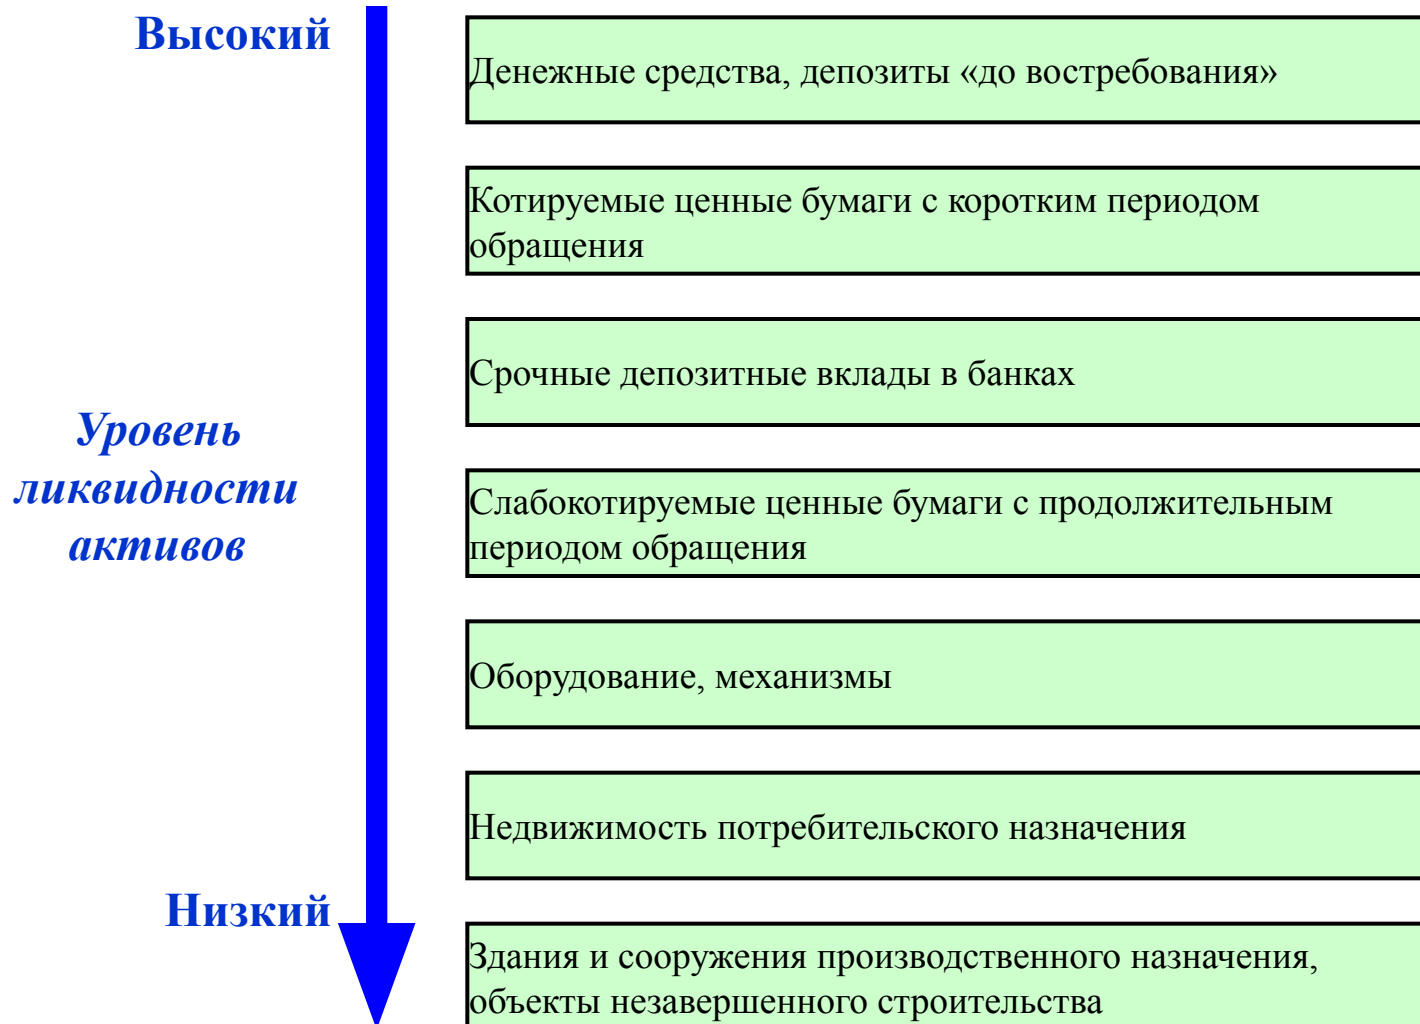 Высокий
Денежные средства, депозиты «до востребования»
Котируемые ценные бумаги с коротким периодом
обращения
Срочные депозитные вклады в банках
Уровень
ликвидности
активов
Слабокотируемые ценные бумаги с продолжительным
периодом обращения
Оборудование, механизмы
Недвижимость потребительского назначения
Низкий
Здания и сооружения производственного назначения,
объекты незавершенного строительства